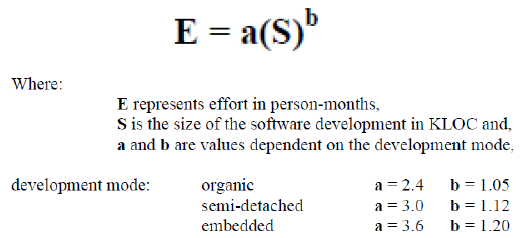 E = a(S)^b
Where:
E represents effort in person-months,
S is the size of the software development in KLOC and,
a and b are values dependent on the development mode,
development mode: organic a = 2.4 b = 1.05
semi-detached a = 3.0 b = 1.12
embedded a = 3.6 b = 1.20